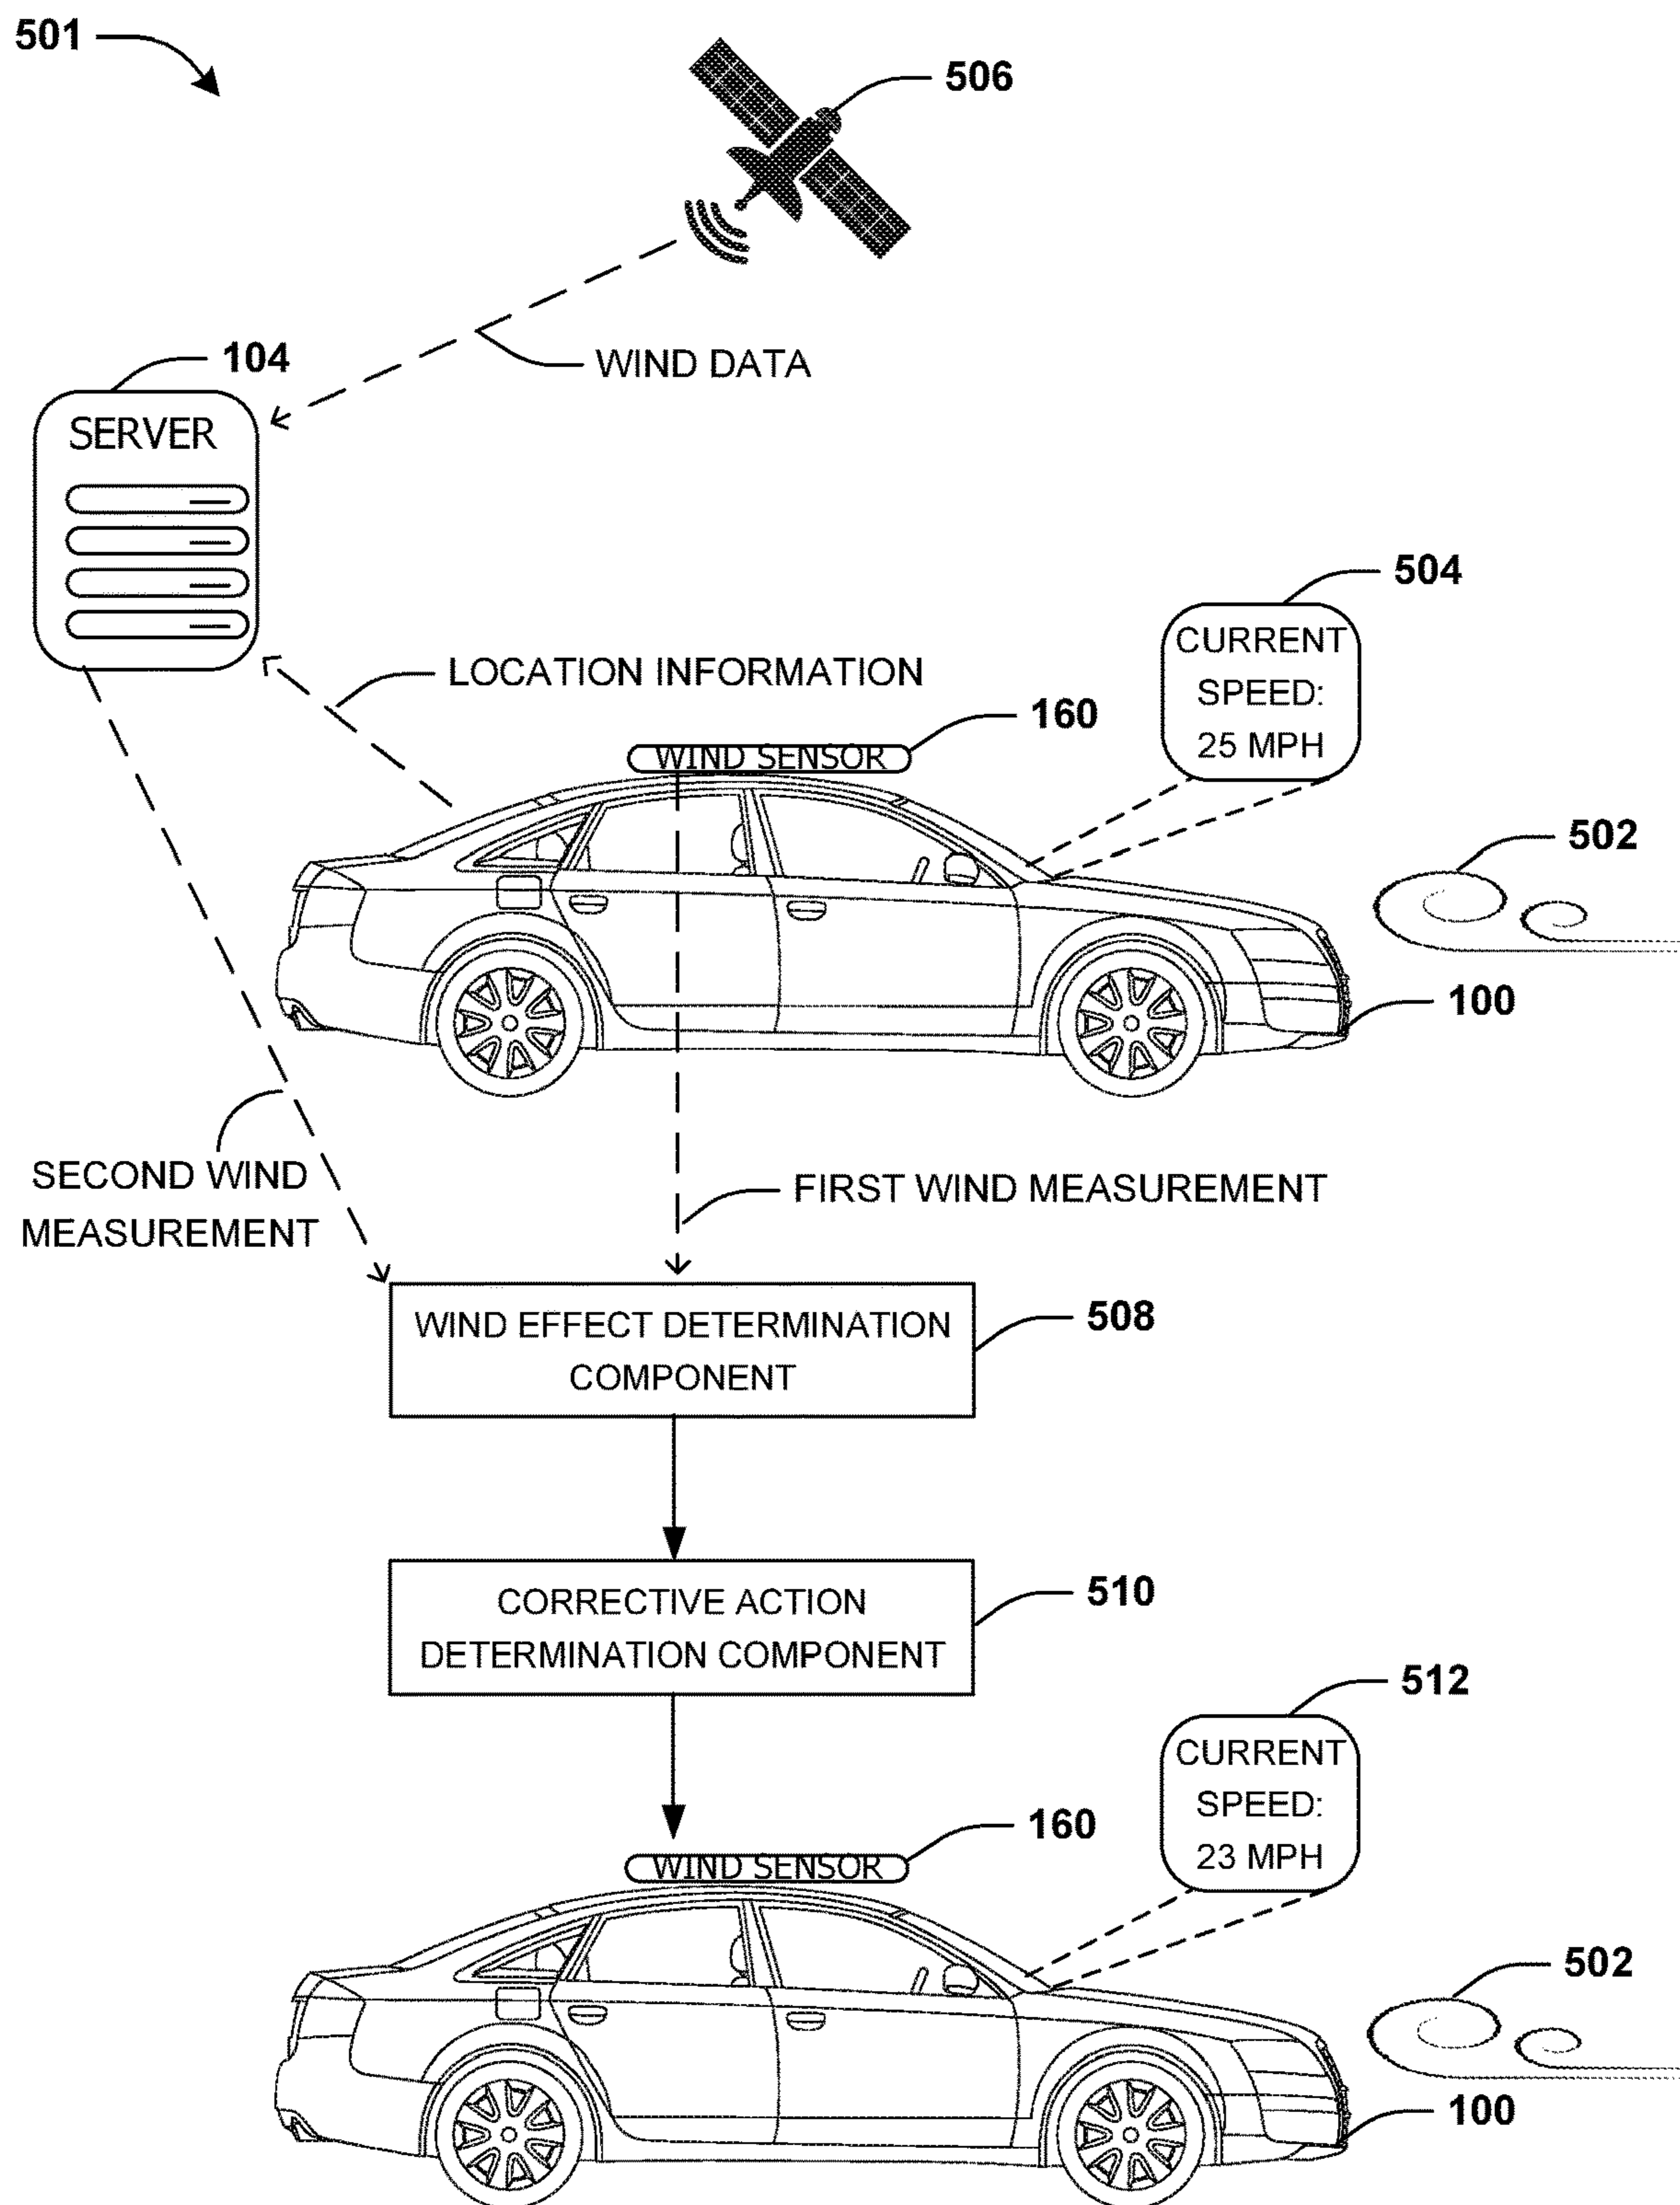 501
506
WIND DATA
104
SERVER
504
CURRENT
SPEED:
25 MPH
LOCATION INFORMATION
160
WIND SENSOR
502
100
SECOND WIND
MEASUREMENT
FIRST WIND MEASUREMENT
WIND EFFECT DETERMINATION
COMPONENT
508
CORRECTIVE ACTION
DETERMINATION COMPONENT
510
512
CURRENT
SPEED:
23 MPH
160
WIND SENSOR
502
100